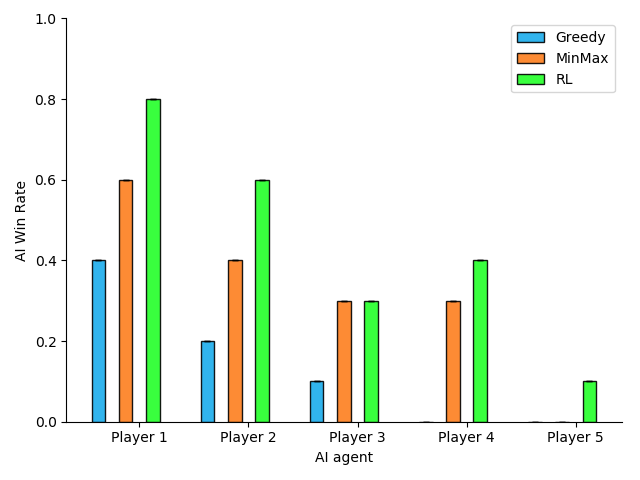 1.0
0.8
0.6
0.4
0.2
0.0
AI Win Rate
Greedy
MinMax
RL
Player 1
Player 2
Player 3
Player 4
Player 5
AI agent